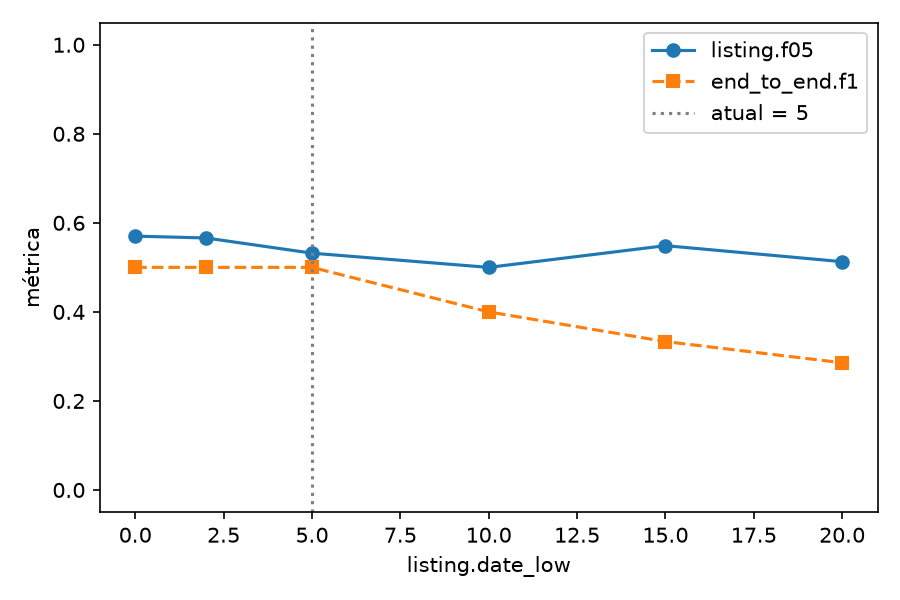 1.0
0.8
0.6
0.4
0.2
0.0
métrica
listing.f05
end_to_end.f1
atual = 5
0.0 2.5 5.0 7.5 10.0 12.5 15.0 17.5 20.0
listing.date_low